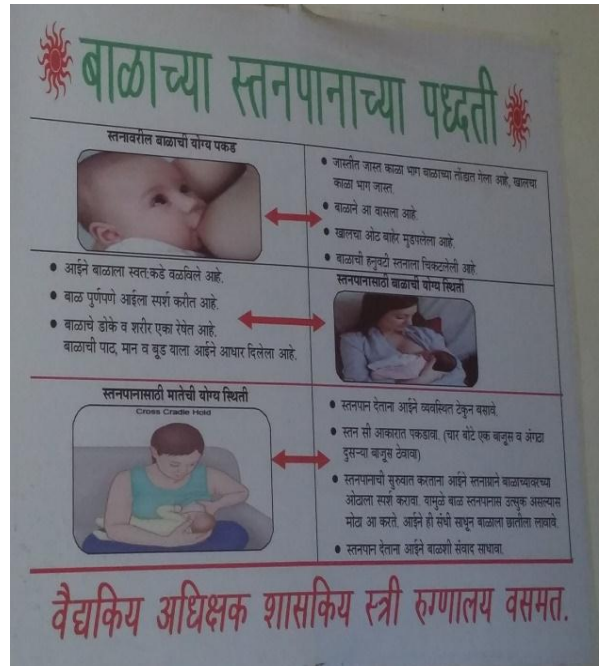 बाळाच्या स्तनपानाच्या पध्दती
स्तनावरील बाळाची योग्य पकड
• जास्तीत जास्त काळा भाग बाळाच्या तोंडात गेला आहे, खालचा
काळा भाग जास्त.
• बाळाने आ वासला आहे.
• खालचा ओट बाहेर मुडपलेला आहे.
• बाळाची हनुवटी स्तनाला चिकटलेली आहे.
• आईने बाळाला स्वत:कडे वळविले आहे.
• बाळ पुर्णपणे आईला स्पर्श करीत आहे.
• बाळाचे डोके व शरीर एका रेषेत आहे.
बाळाची पाट, मान व बूड याला आईने आधार दिलेला आहे.
स्तनपानासाठी बाळाची योग्य स्थिती
स्तनपानासाठी मातेची योग्य स्थिती
Cross Cradle Hold
• स्तनपान देताना आईने व्यवस्थित टेकुन बसावे.
• स्तन सी आकारात पकडावा. (चार बोटे एक बाजूस व अंगठा
दुसऱ्या बाजूस ठेवावा)
• स्तनपानाची सुरुवात करताना आईने स्तनाग्राने बाळाच्यावरच्या
ओठाला स्पर्श करावा. यामुळे बाळ स्तनपानास उत्सुक असल्यास
मोठा आ करते. आईने ही संधी साधून बाळाला छातीला लावावे.
• स्तनपान देताना आईने बाळशी संवाद साधावा.
वैद्यकिय अधिक्षक शासकिय स्त्री रुग्णालय वसमत.